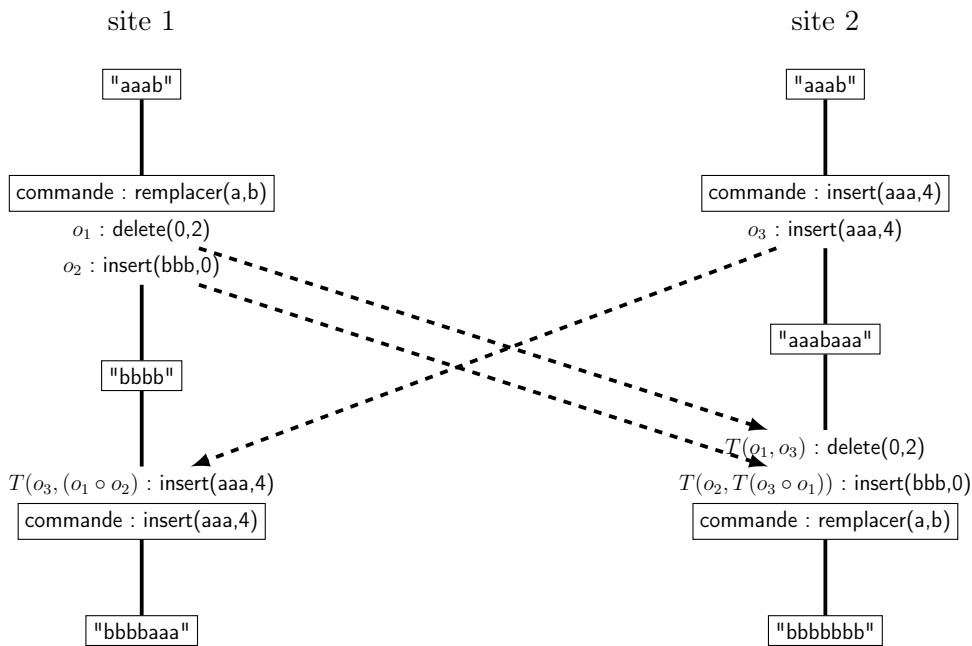 site 1
site 2
"aaab"
"aaab"
commande : remplacer(a,b)
commande : insert(aaa,4)
o₁ : delete(0,2)
o₃ : insert(aaa,4)
o₂ : insert(bbb,0)
"aaabaaa"
"bbbb"
T(o₁, o₃) : delete(0,2)
T(o₃, (o₁ ∘ o₂) : insert(aaa,4)
T(o₂, T(o₃ ∘ o₁)) : insert(bbb,0)
commande : insert(aaa,4)
commande : remplacer(a,b)
"bbbbaaa"
"bbbbbbb"